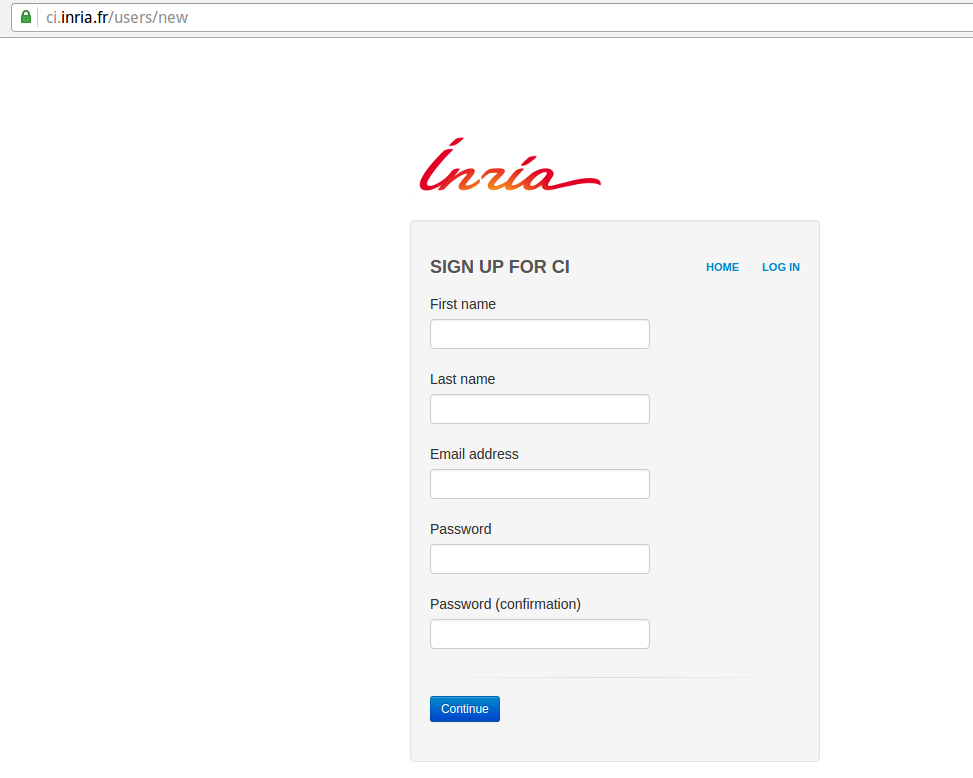 ci.inria.fr/users/new
Inria
SIGN UP FOR CI HOME LOG IN
First name
Last name
Email address
Password
Password (confirmation)
Continue